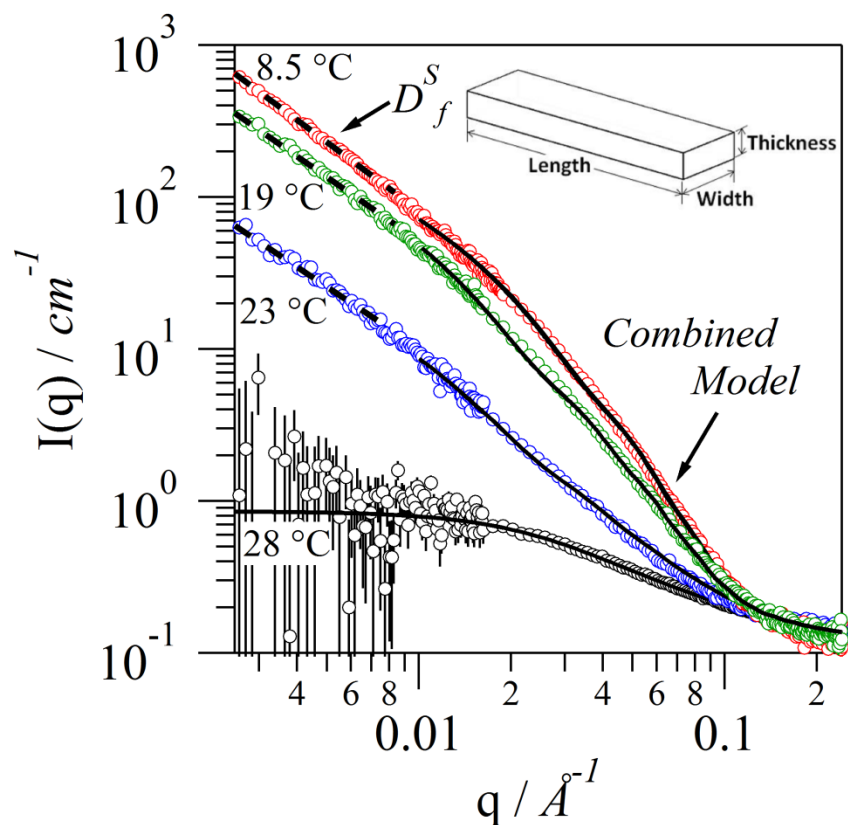 10^3
8.5 °C
D_f^S
Thickness
Length
Width
10^2
19 °C
23 °C
Combined
Model
10^1
I(q) / cm^-1
10^0
28 °C
10^-1
4 6 8 2 4 6 8 2
0.01 0.1
q / Å^-1